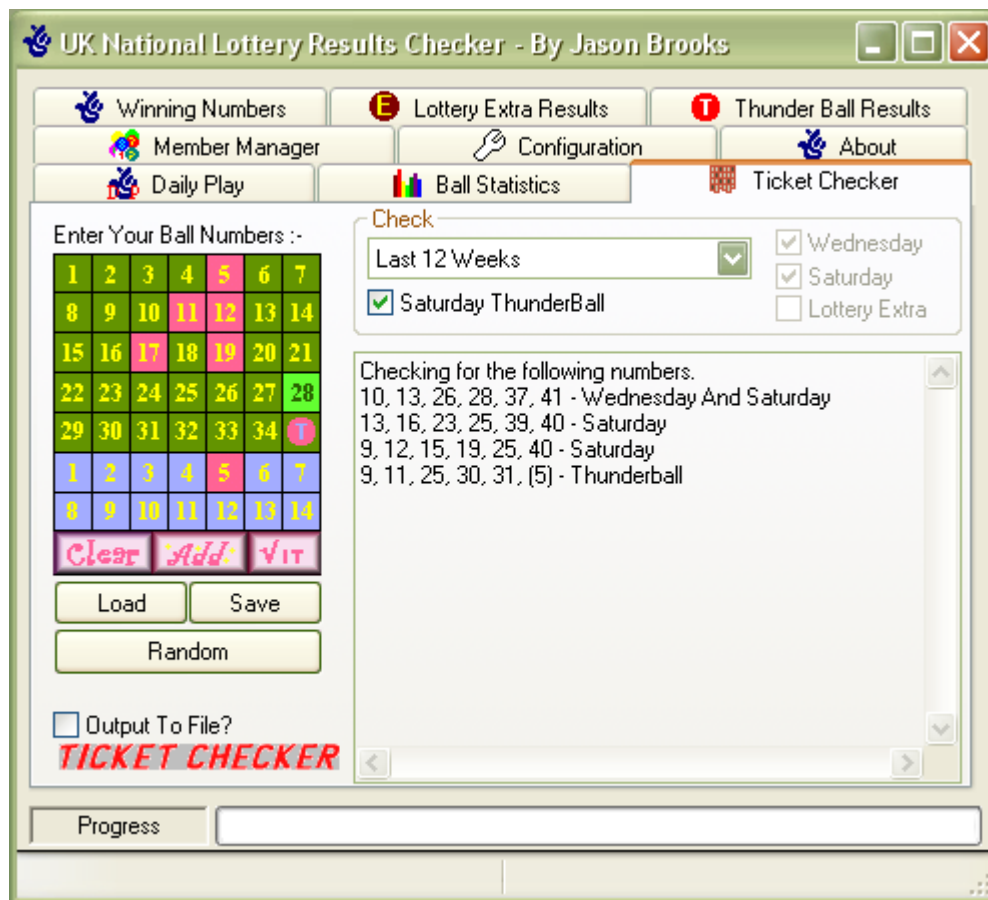 UK National Lottery Results Checker - By Jason Brooks
Winning Numbers
Lottery Extra Results
Thunder Ball Results
Member Manager
Configuration
About
Daily Play
Ball Statistics
Ticket Checker
Enter Your Ball Numbers :-
1 2 3 4 5 6 7
8 9 10 11 12 13 14
15 16 17 18 19 20 21
22 23 24 25 26 27 28
29 30 31 32 33 34 T
1 2 3 4 5 6 7
8 9 10 11 12 13 14
Clear Add √IT
Load Save
Random
Output To File?
TICKET CHECKER
Check
Last 12 Weeks
Saturday ThunderBall
Wednesday
Saturday
Lottery Extra
Checking for the following numbers.
10, 13, 26, 28, 37, 41 - Wednesday And Saturday
13, 16, 23, 25, 39, 40 - Saturday
9, 12, 15, 19, 25, 40 - Saturday
9, 11, 25, 30, 31, (5) - Thunderball
Progress